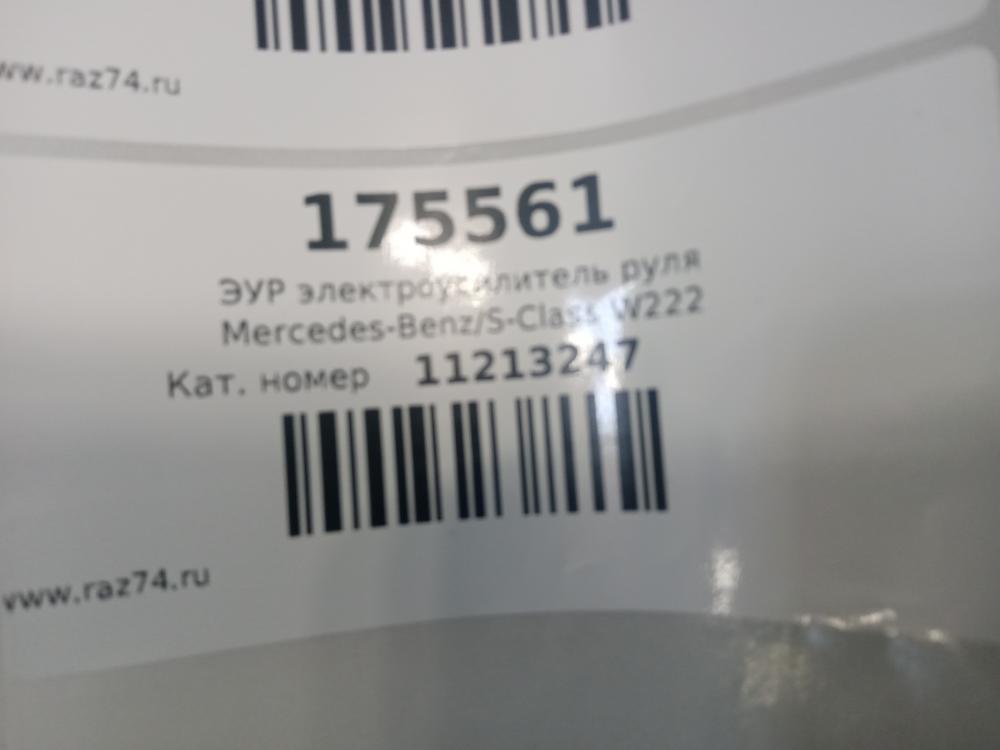 www.raz74.ru
175561
ЭУР электроусилитель руля
Mercedes-Benz/S-Class W222
Кат. номер 11213247
www.raz74.ru